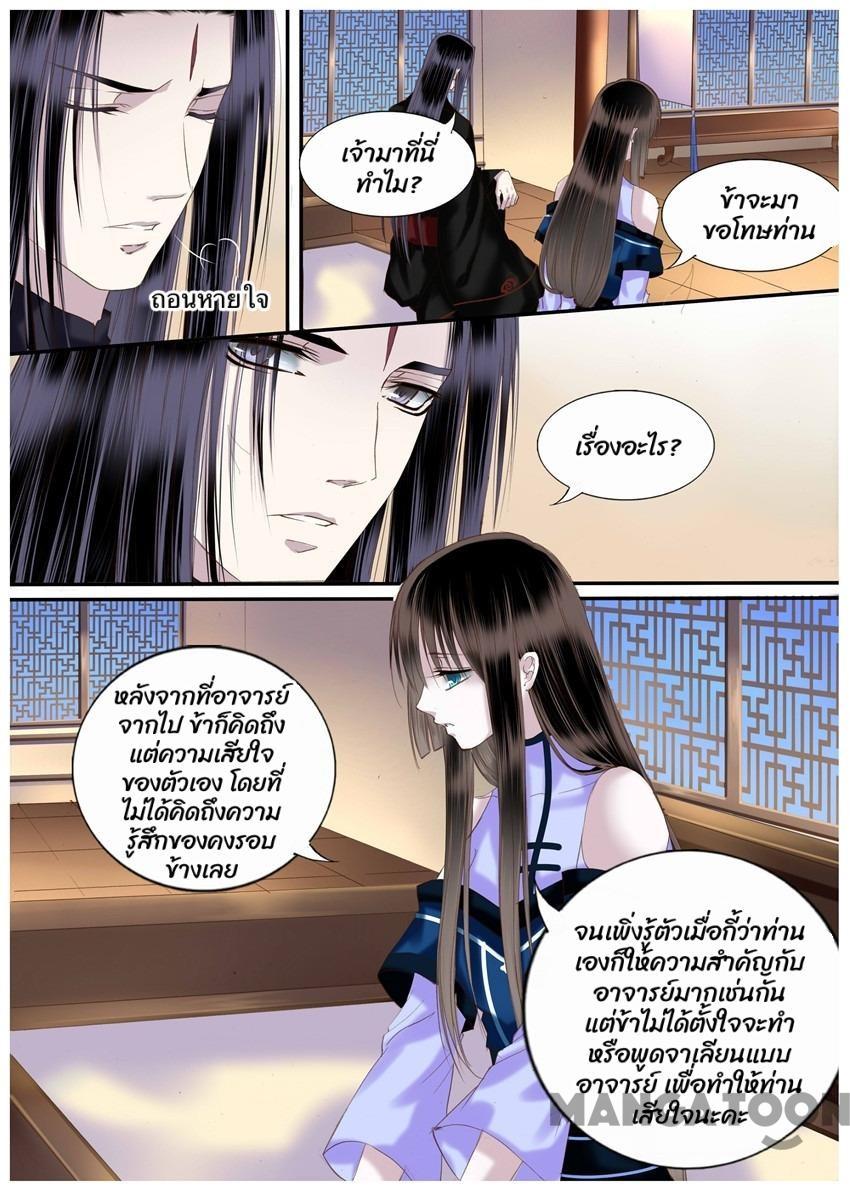 ถอนหายใจ
เจ้ามาที่นี่
ทำไม?
ข้าจะมา
ขอโทษท่าน
เรื่องอะไร?
หลังจากที่อาจารย์
จากไป ข้าก็คิดถึง
แต่ความเสียใจ
ของตัวเอง โดยที่
ไม่ได้คิดถึงความ
รู้สึกของคงรอบ
ข้างเลย
จนเพิ่งรู้ตัวเมื่อกี้ว่าท่าน
เองก็ให้ความสำคัญกับ
อาจารย์มากเช่นกัน
แต่ข้าไม่ได้ตั้งใจจะทำ
หรือพูดจาเลียนแบบ
อาจารย์ เพื่อทำให้ท่าน
เสียใจนะคะ
MANGATOON